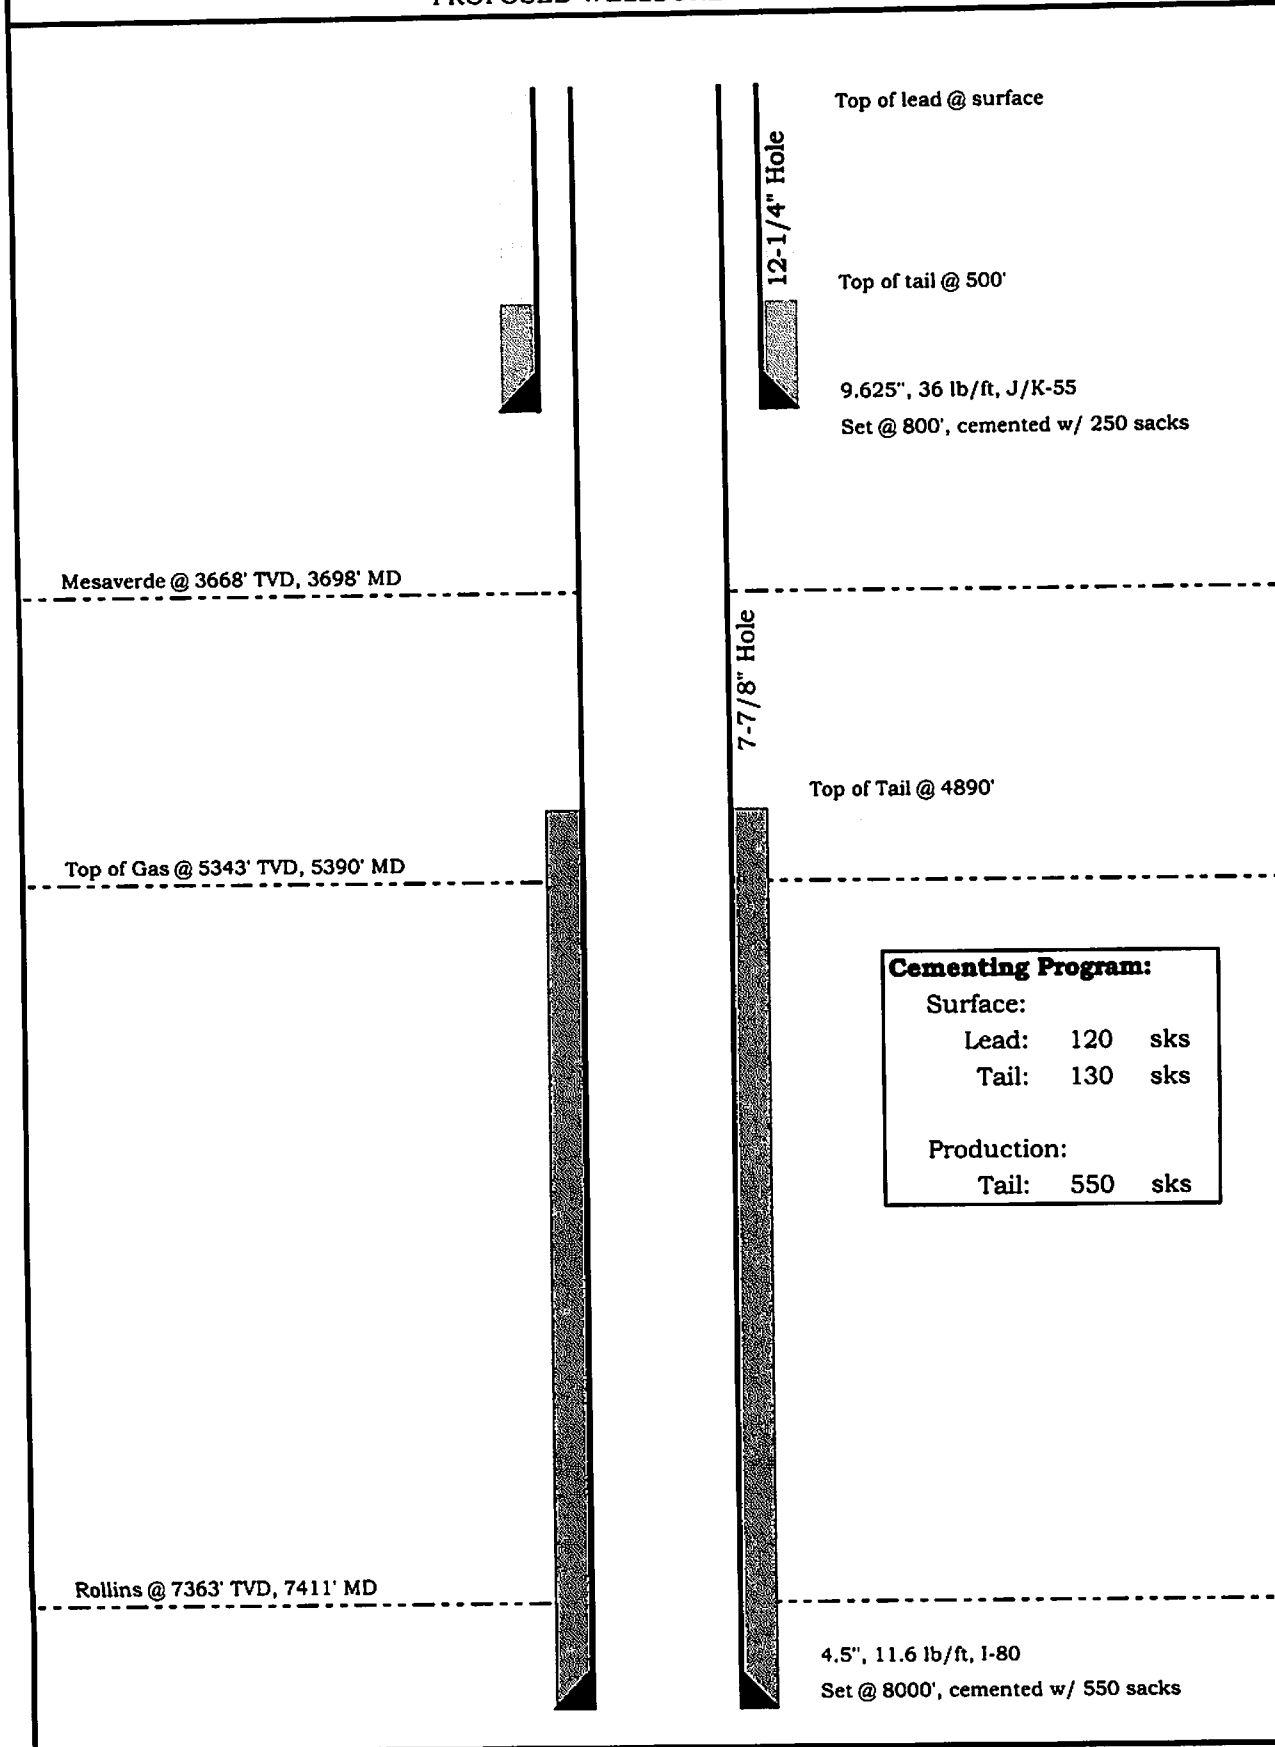 Top of lead @ surface
12-1/4" Hole
Top of tail @ 500'
9.625", 36 lb/ft, J/K-55
Set @ 800', cemented w/ 250 sacks
Mesaverde @ 3668' TVD, 3698' MD
7-7/8" Hole
Top of Tail @ 4890'
Top of Gas @ 5343' TVD, 5390' MD
Cementing Program:
Surface:
Lead: 120 sks
Tail: 130 sks
Production:
Tail: 550 sks
Rollins @ 7363' TVD, 7411' MD
4.5", 11.6 lb/ft, I-80
Set @ 8000', cemented w/ 550 sacks